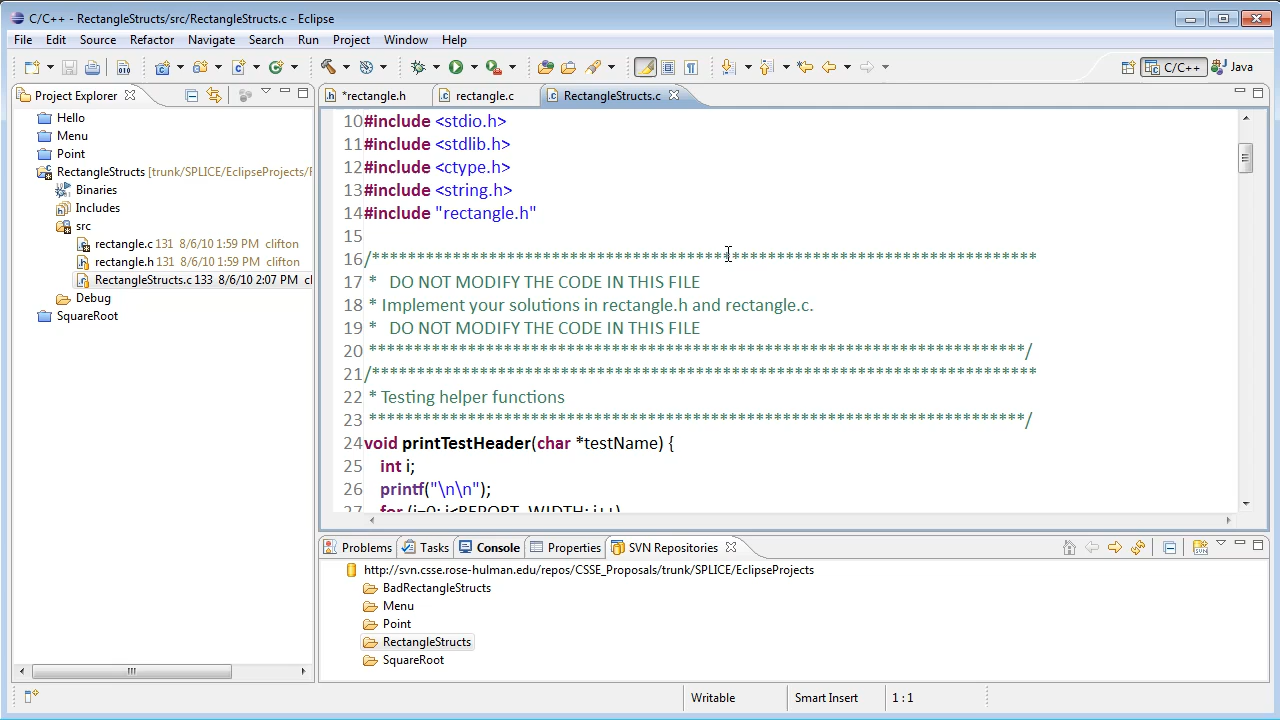 C/C++ - RectangleStructs/src/RectangleStructs.c - Eclipse
File Edit Source Refactor Navigate Search Run Project Window Help
C/C++ Java
Project Explorer
*rectangle.h rectangle.c RectangleStructs.c
Hello
Menu
Point
RectangleStructs [trunk/SPLICE/EclipseProjects/
Binaries
Includes
src
rectangle.c 131 8/6/10 1:59 PM clifton
rectangle.h 131 8/6/10 1:59 PM clifton
RectangleStructs.c 133 8/6/10 2:07 PM cl
Debug
SquareRoot
10 #include <stdio.h>
11 #include <stdlib.h>
12 #include <ctype.h>
13 #include <string.h>
14 #include "rectangle.h"
15
16 /***************************************************************************
17 * DO NOT MODIFY THE CODE IN THIS FILE
18 * Implement your solutions in rectangle.h and rectangle.c.
19 * DO NOT MODIFY THE CODE IN THIS FILE
20 ***************************************************************************/
21 /***************************************************************************
22 * Testing helper functions
23 ***************************************************************************/
24 void printTestHeader(char *testName) {
25 int i;
26 printf("\n\n");
27 for (i=0; i<REPORT_WIDTH; i++)
Problems Tasks Console Properties SVN Repositories
http://svn.csse.rose-hulman.edu/repos/CSSE_Proposals/trunk/SPLICE/EclipseProjects
BadRectangleStructs
Menu
Point
RectangleStructs
SquareRoot
Writable Smart Insert 1 : 1